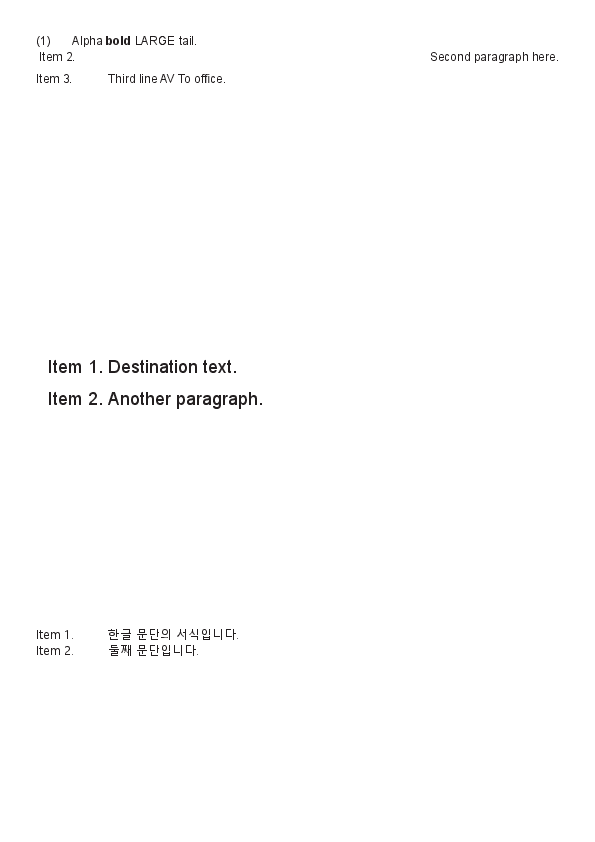 (1) Alpha bold LARGE tail.
Item 2. Second paragraph here.
Item 3. Third line AV To office.
Item 1. Destination text.
Item 2. Another paragraph.
Item 1. 한글 문단의 서식입니다.
Item 2. 둘째 문단입니다.